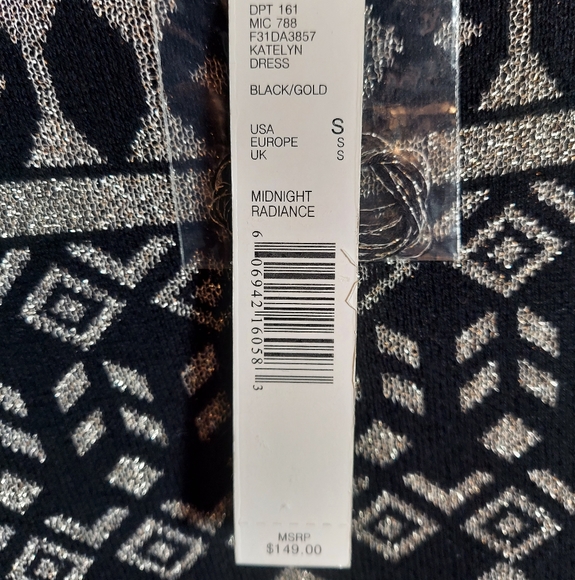 DPT 161
MIC 788
F31DA3857
KATELYN
DRESS
BLACK/GOLD
USA S
EUROPE S
UK S
MIDNIGHT
RADIANCE
6 06942 16058 3
MSRP
$149.00